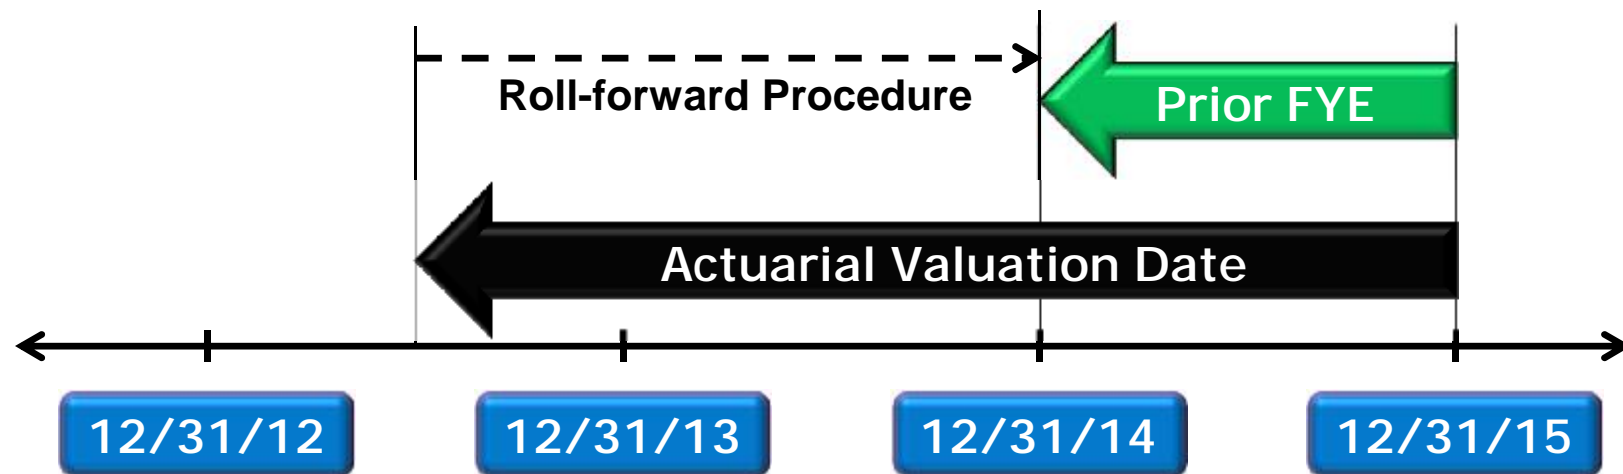 Roll-forward Procedure
Prior FYE
Actuarial Valuation Date
12/31/12
12/31/13
12/31/14
12/31/15